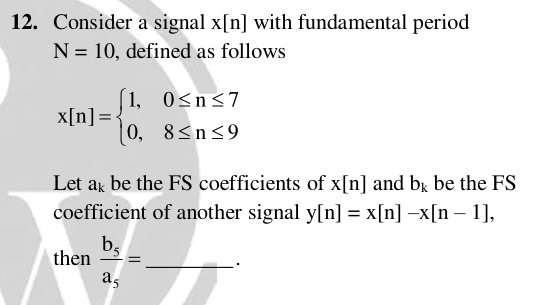 12. Consider a signal x[n] with fundamental period
N = 10, defined as follows
x[n] = { 1, 0 ≤ n ≤ 7
0, 8 ≤ n ≤ 9
Let aₖ be the FS coefficients of x[n] and bₖ be the FS
coefficient of another signal y[n] = x[n] –x[n – 1],
then b₅/a₅ = ________.